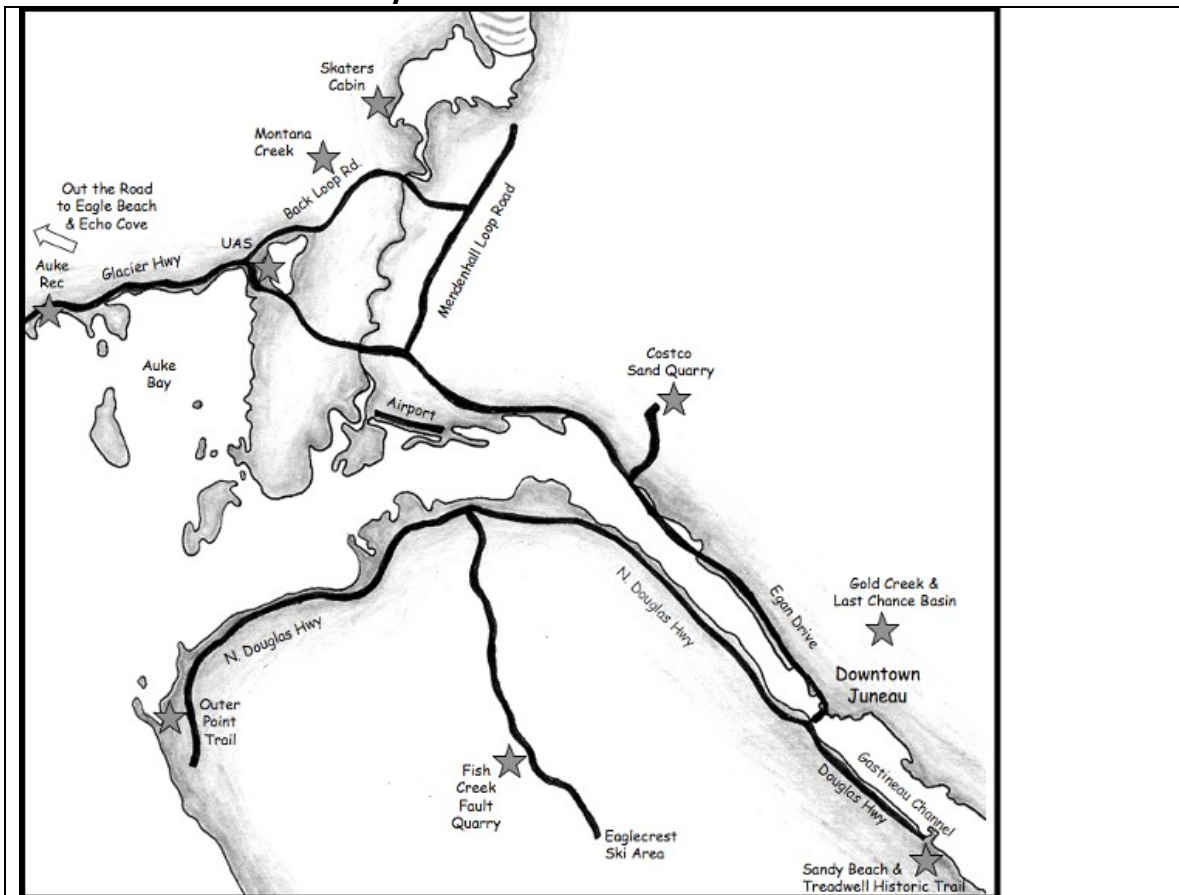 Skaters
Cabin
Montana
Creek
Back Loop Rd.
Out the Road
to Eagle Beach
& Echo Cove
UAS
Mendenhall Loop Road
Auke
Rec
Glacier Hwy
Auke
Bay
Costco
Sand Quarry
Airport
Egan Drive
Gold Creek &
Last Chance Basin
N. Douglas Hwy
N. Douglas Hwy
Downtown
Juneau
Outer
Point
Trail
Gastineau Channel
Fish
Creek
Fault
Quarry
Douglas Hwy
Eaglecrest
Ski Area
Sandy Beach &
Treadwell Historic Trail